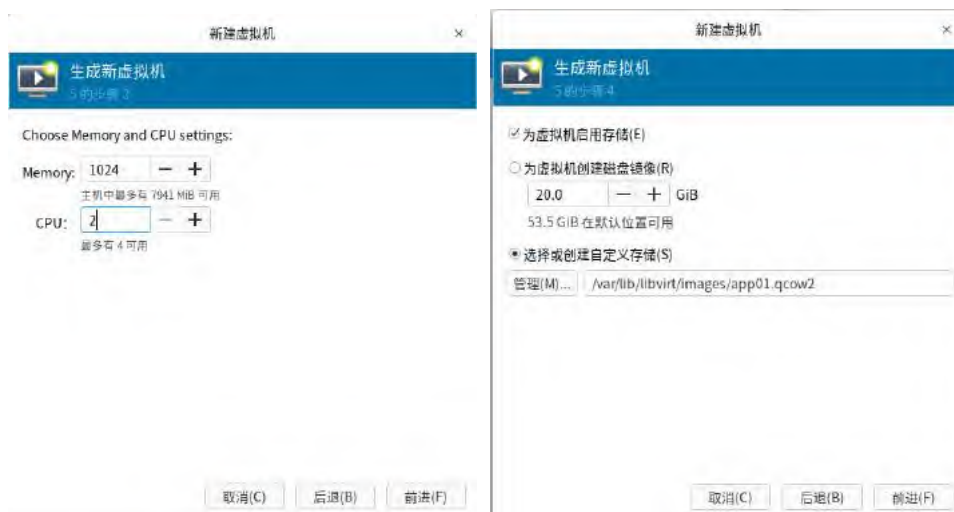 新建虚拟机
×
生成新虚拟机
5 的步骤 3
Choose Memory and CPU settings:
Memory: 1024 − +
主机中最多有 7941 MiB 可用
CPU: 2 − +
最多有 4 可用
取消(C) 后退(B) 前进(F)
新建虚拟机
×
生成新虚拟机
5 的步骤 4
为虚拟机启用存储(E)
为虚拟机创建磁盘镜像(R)
20.0 − + GiB
53.5 GiB 在默认位置可用
选择或创建自定义存储(S)
管理(M)... /var/lib/libvirt/images/app01.qcow2
取消(C) 后退(B) 前进(F)